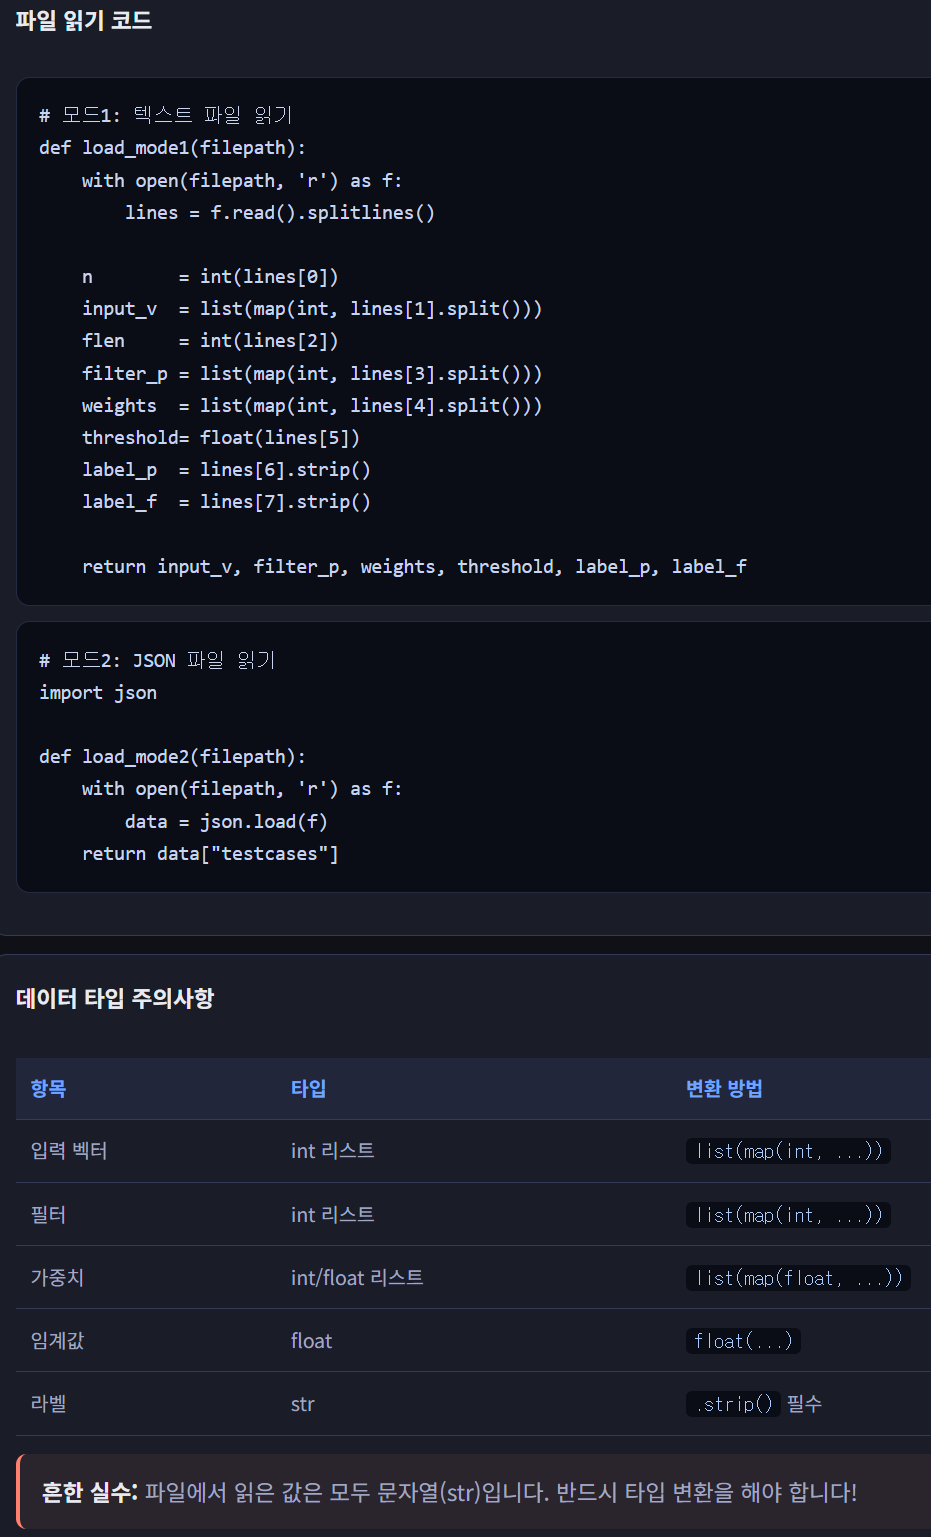 파일 읽기 코드
# 모드1: 텍스트 파일 읽기
def load_mode1(filepath):
    with open(filepath, 'r') as f:
        lines = f.read().splitlines()
    n        = int(lines[0])
    input_v  = list(map(int, lines[1].split()))
    flen     = int(lines[2])
    filter_p = list(map(int, lines[3].split()))
    weights  = list(map(int, lines[4].split()))
    threshold= float(lines[5])
    label_p  = lines[6].strip()
    label_f  = lines[7].strip()
    return input_v, filter_p, weights, threshold, label_p, label_f
# 모드2: JSON 파일 읽기
import json
def load_mode2(filepath):
    with open(filepath, 'r') as f:
        data = json.load(f)
    return data["testcases"]
데이터 타입 주의사항
항목 타입 변환 방법
입력 벡터 int 리스트 list(map(int, ...))
필터 int 리스트 list(map(int, ...))
가중치 int/float 리스트 list(map(float, ...))
임계값 float float(...)
라벨 str .strip() 필수
흔한 실수: 파일에서 읽은 값은 모두 문자열(str)입니다. 반드시 타입 변환을 해야 합니다!